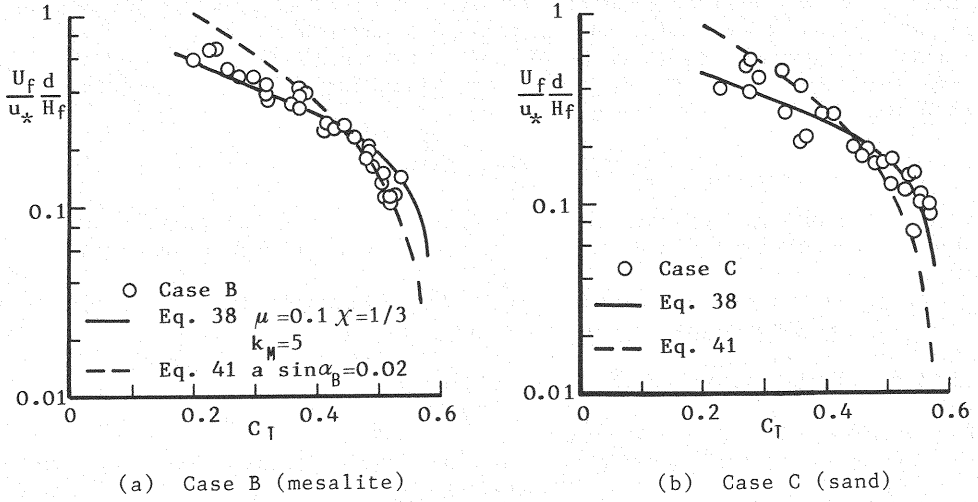 1
U_f d
u_* H_f
0.1
0.01
0
0.2
0.4
0.6
C_T
Case B
Eq. 38 μ=0.1 χ=1/3
k_M=5
Eq. 41 a sinα_B=0.02
(a) Case B (mesalite)
1
U_f d
u_* H_f
0.1
0.01
0
0.2
0.4
0.6
C_T
Case C
Eq. 38
Eq. 41
(b) Case C (sand)